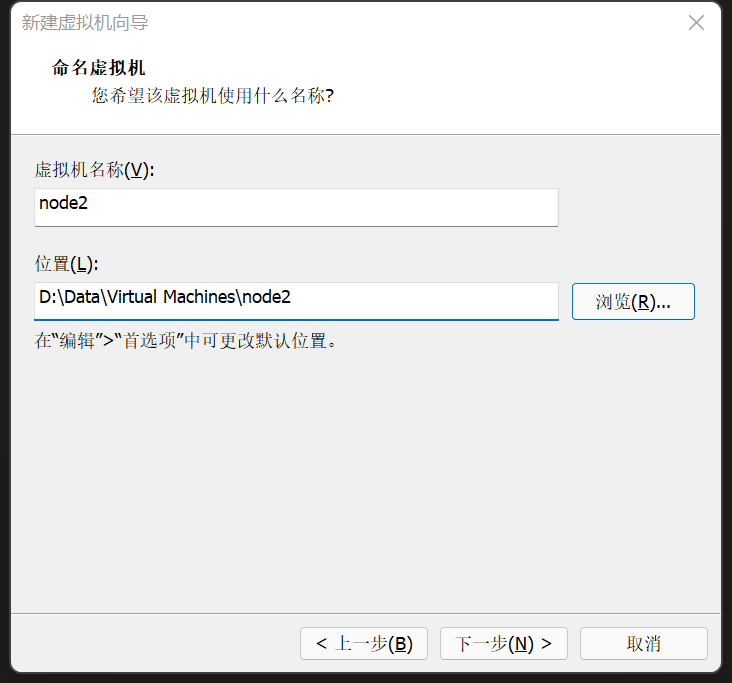 新建虚拟机向导
命名虚拟机
您希望该虚拟机使用什么名称?
虚拟机名称(V):
node2
位置(L):
D:\Data\Virtual Machines\node2
浏览(R)...
在“编辑”>“首选项”中可更改默认位置。
< 上一步(B)
下一步(N) >
取消